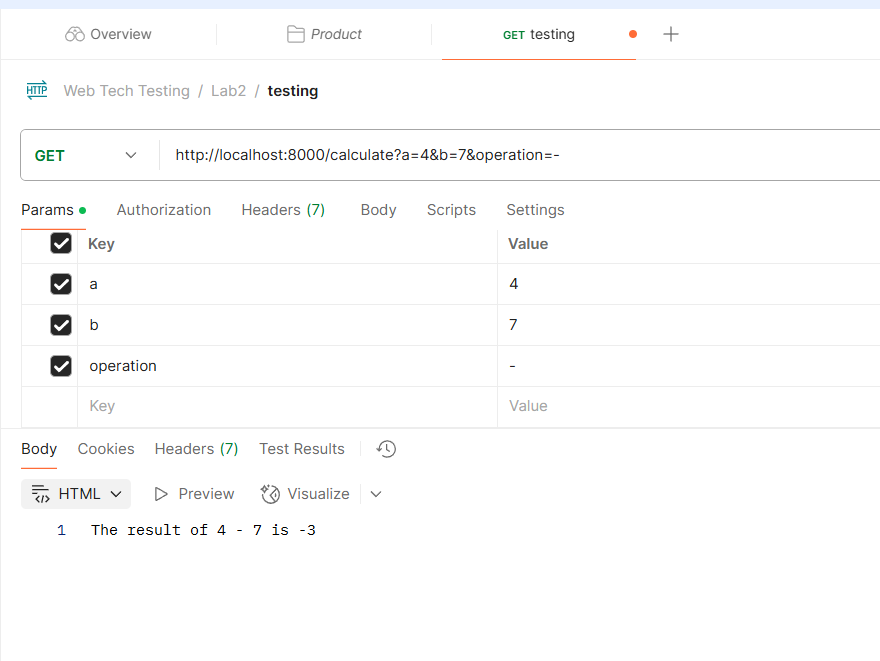 Overview Product GET testing
HTTP Web Tech Testing / Lab2 / testing
GET http://localhost:8000/calculate?a=4&b=7&operation=-
Params Authorization Headers (7) Body Scripts Settings
Key Value
a 4
b 7
operation -
Key Value
Body Cookies Headers (7) Test Results
HTML Preview Visualize
1 The result of 4 - 7 is -3